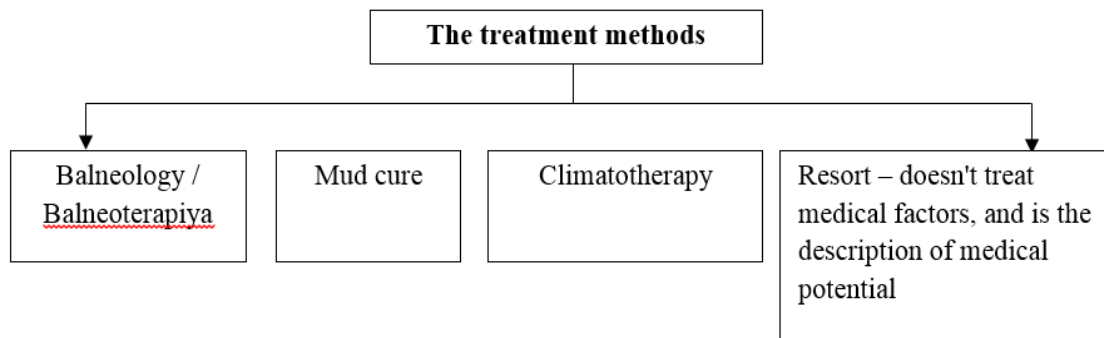 The treatment methods
Balneology /
Balneoterapiya
Mud cure
Climatotherapy
Resort – doesn't treat
medical factors, and is the
description of medical
potential